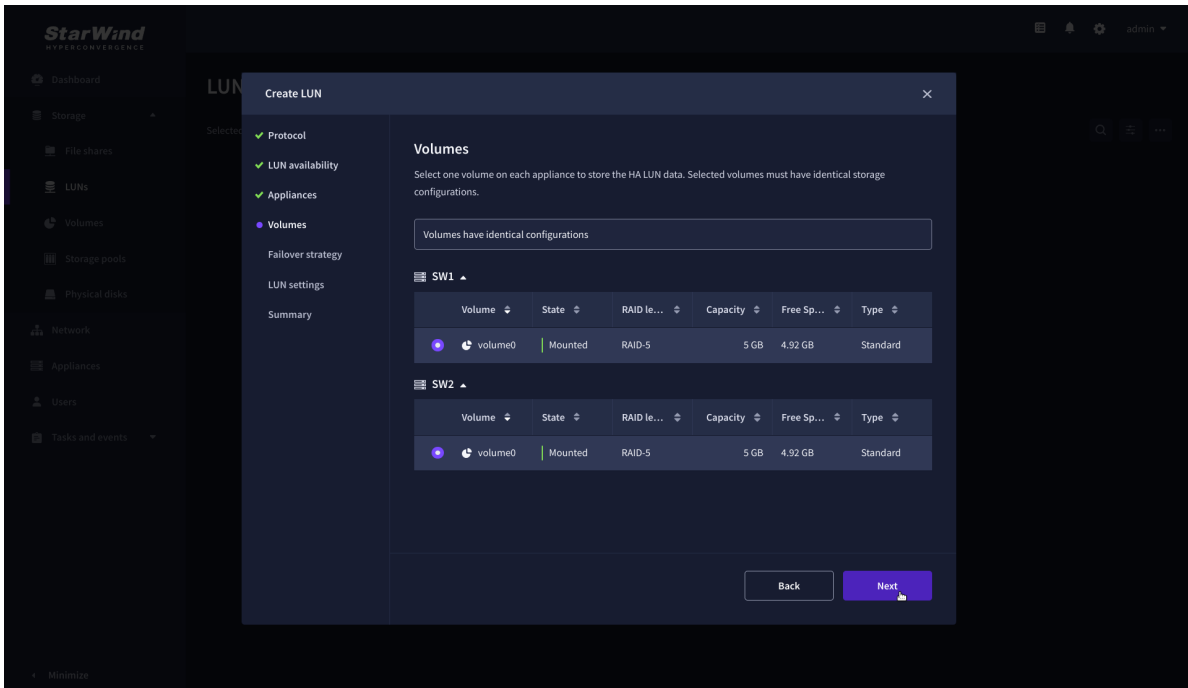 StarWind
HYPERCONVERGENCE
admin
Dashboard
Storage
File shares
LUNs
Volumes
Storage pools
Physical disks
Network
Appliances
Users
Tasks and events
Minimize
LUN
Selected
Create LUN
Protocol
LUN availability
Appliances
Volumes
Failover strategy
LUN settings
Summary
Volumes
Select one volume on each appliance to store the HA LUN data. Selected volumes must have identical storage
configurations.
Volumes have identical configurations
SW1
Volume State RAID le... Capacity Free Sp... Type
volume0 Mounted RAID-5 5 GB 4.92 GB Standard
SW2
Volume State RAID le... Capacity Free Sp... Type
volume0 Mounted RAID-5 5 GB 4.92 GB Standard
Back Next